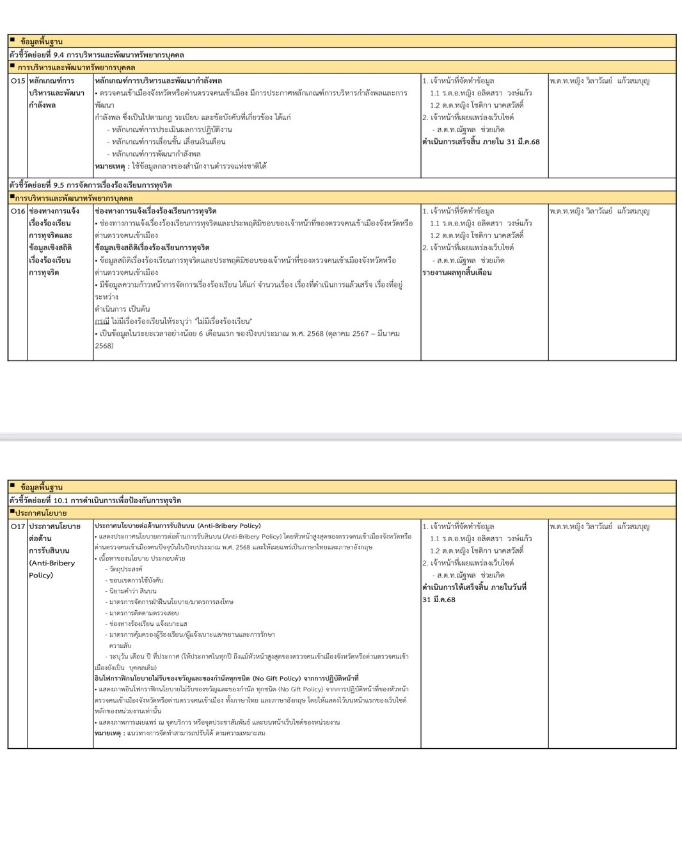 ■ ข้อมูลพื้นฐาน
ตัวชี้วัดย่อยที่ 9.4 การบริหารและพัฒนาทรัพยากรบุคคล
■ การบริหารและพัฒนาทรัพยากรบุคคล
O15 หลักเกณฑ์การบริหารและพัฒนากำลังพล
หลักเกณฑ์การบริหารและพัฒนากำลังพล
• ตรวจคนเข้าเมืองจังหวัดหรือด่านตรวจคนเข้าเมือง มีการประกาศหลักเกณฑ์การบริหารกำลังพลและการ
พัฒนา
กำลังพล ซึ่งเป็นไปตามกฎ ระเบียบ และข้อบังคับที่เกี่ยวข้อง ได้แก่
- หลักเกณฑ์การประเมินผลการปฏิบัติงาน
- หลักเกณฑ์การเลื่อนขั้น เลื่อนเงินเดือน
- หลักเกณฑ์การพัฒนากำลังพล
หมายเหตุ : ใช้ข้อมูลกลางของสำนักงานตำรวจแห่งชาติได้
1. เจ้าหน้าที่จัดทำข้อมูล
1.1 ร.ต.อ.หญิง อลิตสรา วงษ์แก้ว
1.2 ด.ต.หญิง โชติกา นาคสวัสดิ์
2. เจ้าหน้าที่เผยแพร่ลงเว็บไซต์
- ส.ต.ท.ณัฐพล ช่วยเกิด
ดำเนินการเสร็จสิ้น ภายใน 31 มี.ค.68
พ.ต.ท.หญิง วิลาวัณย์ แก้วสมบุญ
ตัวชี้วัดย่อยที่ 9.5 การจัดการเรื่องร้องเรียนการทุจริต
■การบริหารและพัฒนาทรัพยากรบุคคล
O16 ช่องทางการแจ้ง
เรื่องร้องเรียน
การทุจริตและ
ข้อมูลเชิงสถิติ
เรื่องร้องเรียน
การทุจริต
ช่องทางการแจ้งเรื่องร้องเรียนการทุจริต
• ช่องทางการแจ้งเรื่องร้องเรียนการทุจริตและประพฤติมิชอบของเจ้าหน้าที่ของตรวจคนเข้าเมืองจังหวัดหรือ
ด่านตรวจคนเข้าเมือง
ข้อมูลเชิงสถิติเรื่องร้องเรียนการทุจริต
• ข้อมูลสถิติเรื่องร้องเรียนการทุจริตและประพฤติมิชอบของเจ้าหน้าที่ของตรวจคนเข้าเมืองจังหวัดหรือ
ด่านตรวจคนเข้าเมือง
• มีข้อมูลความก้าวหน้าการจัดการเรื่องร้องเรียน ได้แก่ จำนวนเรื่อง เรื่องที่ดำเนินการแล้วเสร็จ เรื่องที่อยู่
ระหว่าง
ดำเนินการ เป็นต้น
กรณี ไม่มีเรื่องร้องเรียนให้ระบุว่า "ไม่มีเรื่องร้องเรียน"
• เป็นข้อมูลในระยะเวลาอย่างน้อย 6 เดือนแรก ของปีงบประมาณ พ.ศ. 2568 (ตุลาคม 2567 – มีนาคม
2568)
1. เจ้าหน้าที่จัดทำข้อมูล
1.1 ร.ต.อ.หญิง อลิตสรา วงษ์แก้ว
1.2 ด.ต.หญิง โชติกา นาคสวัสดิ์
2. เจ้าหน้าที่เผยแพร่ลงเว็บไซต์
- ส.ต.ท.ณัฐพล ช่วยเกิด
รายงานผลทุกสิ้นเดือน
พ.ต.ท.หญิง วิลาวัณย์ แก้วสมบุญ
■ ข้อมูลพื้นฐาน
ตัวชี้วัดย่อยที่ 10.1 การดำเนินการเพื่อป้องกันการทุจริต
■ประกาศนโยบาย
O17 ประกาศนโยบาย
ต่อต้าน
การรับสินบน
(Anti-Bribery
Policy)
ประกาศนโยบายต่อต้านการรับสินบน (Anti-Bribery Policy)
• แสดงประกาศนโยบายการต่อต้านการรับสินบน (Anti-Bribery Policy) โดยหัวหน้าสูงสุดของตรวจคนเข้าเมืองจังหวัดหรือ
ด่านตรวจคนเข้าเมืองคนปัจจุบันในปีงบประมาณ พ.ศ. 2568 และให้เผยแพร่เป็นภาษาไทยและภาษาอังกฤษ
• เนื้อหาของนโยบาย ประกอบด้วย
- วัตถุประสงค์
- ขอบเขตการใช้บังคับ
- นิยามคำว่า สินบน
- มาตรการจัดการฝ่าฝืนนโยบาย/มาตรการลงโทษ
- มาตรการติดตามตรวจสอบ
- ช่องทางร้องเรียน แจ้งเบาะแส
- มาตรการคุ้มครองผู้ร้องเรียน/ผู้แจ้งเบาะแส/พยานและการรักษา
ความลับ
- ระบุวัน เดือน ปี ที่ประกาศ (ให้ประกาศในทุกปี ถึงแม้หัวหน้าสูงสุดของตรวจคนเข้าเมืองจังหวัดหรือด่านตรวจคนเข้า
เมืองยังเป็น บุคคลเดิม)
อินโฟกราฟิกนโยบายไม่รับของขวัญและของกำนัลทุกชนิด (No Gift Policy) จากการปฏิบัติหน้าที่
• แสดงภาพอินโฟกราฟิกนโยบายไม่รับของขวัญและของกำนัล ทุกชนิด (No Gift Policy) จากการปฏิบัติหน้าที่ของหัวหน้า
ตรวจคนเข้าเมืองจังหวัดหรือด่านตรวจคนเข้าเมือง ทั้งภาษาไทย และภาษาอังกฤษ โดยให้แสดงไว้บนหน้าแรกของเว็บไซต์
หลักของหน่วยงานเท่านั้น
• แสดงภาพการเผยแพร่ ณ จุดบริการ หรือจุดประชาสัมพันธ์ และบนหน้าเว็บไซต์ของหน่วยงาน
หมายเหตุ : แนวทางการจัดทำสามารถปรับได้ ตามความเหมาะสม
1. เจ้าหน้าที่จัดทำข้อมูล
1.1 ร.ต.อ.หญิง อลิตสรา วงษ์แก้ว
1.2 ด.ต.หญิง โชติกา นาคสวัสดิ์
2. เจ้าหน้าที่เผยแพร่ลงเว็บไซต์
- ส.ต.ท.ณัฐพล ช่วยเกิด
ดำเนินการให้เสร็จสิ้น ภายในวันที่
31 มี.ค.68
พ.ต.ท.หญิง วิลาวัณย์ แก้วสมบุญ